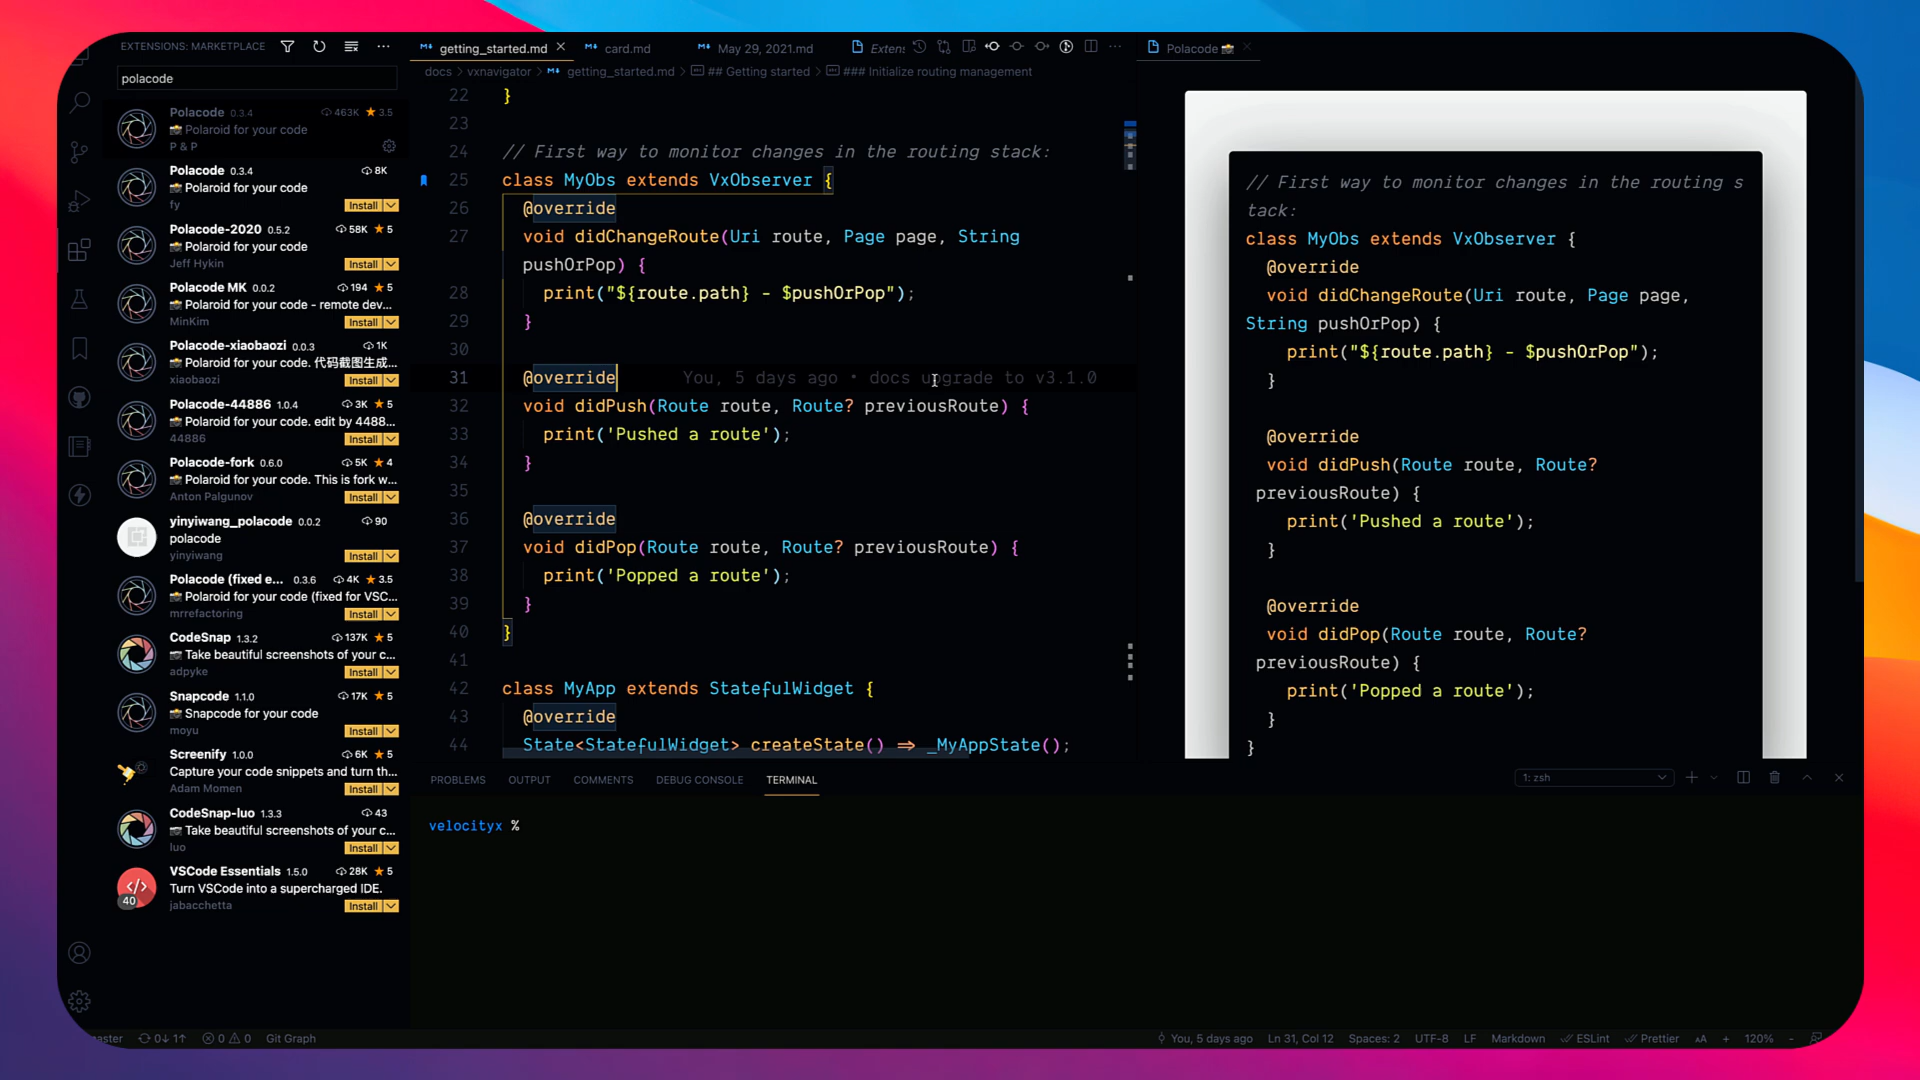 EXTENSIONS: MARKETPLACE
polacode
Polacode 0.3.4 463K ★ 3.5
📸 Polaroid for your code
P & P
Polacode 0.3.4 8K
📸 Polaroid for your code
fy
Install
Polacode-2020 0.5.2 58K ★ 5
📸 Polaroid for your code
Jeff Hykin
Install
Polacode MK 0.0.2 194 ★ 5
📸 Polaroid for your code - remote dev...
MinKim
Install
Polacode-xiaobaozi 0.0.3 1K
📸 Polaroid for your code. 代码截图生成...
xiaobaozi
Install
Polacode-44886 1.0.4 3K ★ 5
📸 Polaroid for your code. edit by 4488...
44886
Install
Polacode-fork 0.6.0 5K ★ 4
📸 Polaroid for your code. This is fork w...
Anton Palgunov
Install
yinyiwang_polacode 0.0.2 90
polacode
yinyiwang
Install
Polacode (fixed e... 0.3.6 4K ★ 3.5
📸 Polaroid for your code (fixed for VSC...
mrrefactoring
Install
CodeSnap 1.3.2 137K ★ 5
📷 Take beautiful screenshots of your c...
adpyke
Install
Snapcode 1.1.0 17K ★ 5
📸 Snapcode for your code
moyu
Install
Screenify 1.0.0 6K ★ 5
Capture your code snippets and turn th...
Adam Momen
Install
CodeSnap-luo 1.3.3 43
📷 Take beautiful screenshots of your c...
luo
Install
VSCode Essentials 1.5.0 28K ★ 5
Turn VSCode into a supercharged IDE.
jabacchetta
Install
40
getting_started.md card.md May 29, 2021.md Extens
docs > vxnavigator > getting_started.md > ## Getting started > ### Initialize routing management
22 }
23
24 // First way to monitor changes in the routing stack:
25 class MyObs extends VxObserver {
26 @override
27 void didChangeRoute(Uri route, Page page, String
pushOrPop) {
28 print("${route.path} - $pushOrPop");
29 }
30
31 @override You, 5 days ago • docs upgrade to v3.1.0
32 void didPush(Route route, Route? previousRoute) {
33 print('Pushed a route');
34 }
35
36 @override
37 void didPop(Route route, Route? previousRoute) {
38 print('Popped a route');
39 }
40 }
41
42 class MyApp extends StatefulWidget {
43 @override
44 State<StatefulWidget> createState() => _MyAppState();
Polacode 📸
// First way to monitor changes in the routing s
tack:
class MyObs extends VxObserver {
@override
void didChangeRoute(Uri route, Page page,
String pushOrPop) {
print("${route.path} - $pushOrPop");
}
@override
void didPush(Route route, Route?
previousRoute) {
print('Pushed a route');
}
@override
void didPop(Route route, Route?
previousRoute) {
print('Popped a route');
}
}
PROBLEMS OUTPUT COMMENTS DEBUG CONSOLE TERMINAL
1: zsh
velocityx %
aster 0↓ 1↑ 0 0 Git Graph
You, 5 days ago Ln 31, Col 12 Spaces: 2 UTF-8 LF Markdown ESLint Prettier AA + 120% -